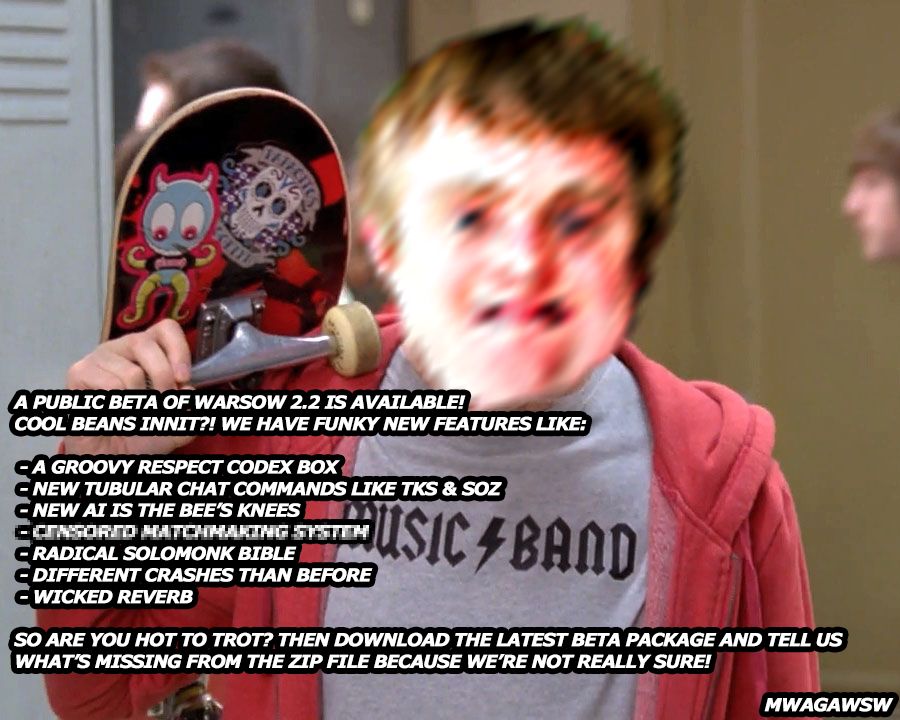 A PUBLIC BETA OF WARSOW 2.2 IS AVAILABLE!
COOL BEANS INNIT?! WE HAVE FUNKY NEW FEATURES LIKE:
- A GROOVY RESPECT CODEX BOX
- NEW TUBULAR CHAT COMMANDS LIKE TKS & SOZ
- NEW AI IS THE BEE'S KNEES
- CENSORED MATCHMAKING SYSTEM
- RADICAL SOLOMONK BIBLE
- DIFFERENT CRASHES THAN BEFORE
- WICKED REVERB
MUSIC BAND
SO ARE YOU HOT TO TROT? THEN DOWNLOAD THE LATEST BETA PACKAGE AND TELL US
WHAT'S MISSING FROM THE ZIP FILE BECAUSE WE'RE NOT REALLY SURE!
MWAGAWSW